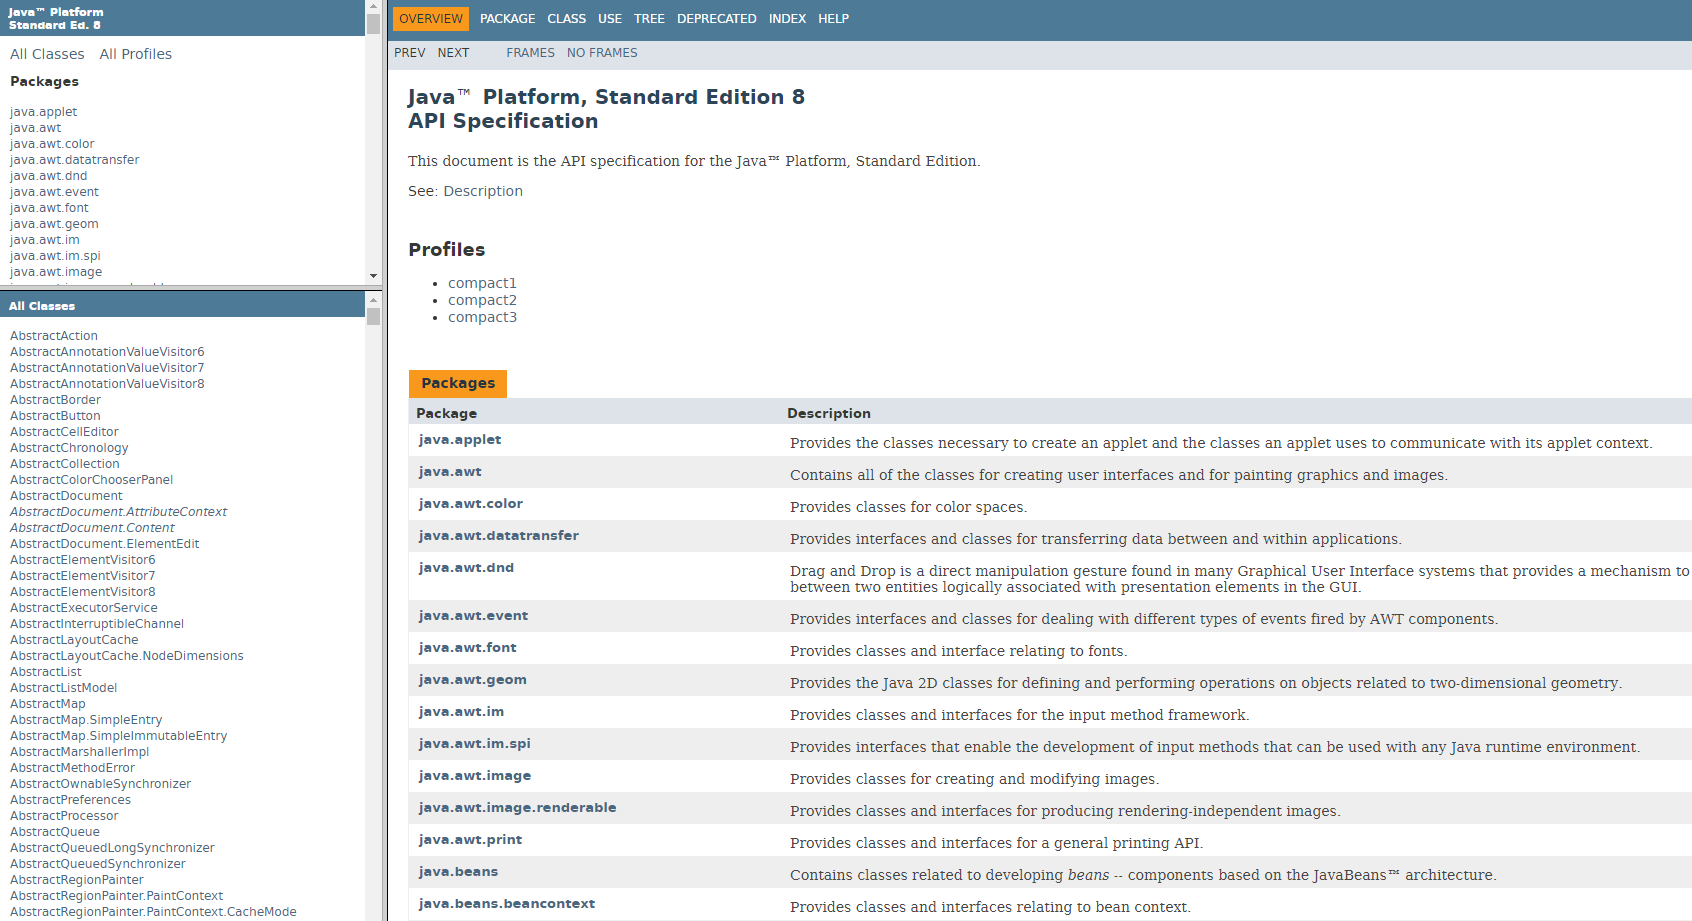 Java™ Platform
Standard Ed. 8
All Classes All Profiles
Packages
java.applet
java.awt
java.awt.color
java.awt.datatransfer
java.awt.dnd
java.awt.event
java.awt.font
java.awt.geom
java.awt.im
java.awt.im.spi
java.awt.image
All Classes
AbstractAction
AbstractAnnotationValueVisitor6
AbstractAnnotationValueVisitor7
AbstractAnnotationValueVisitor8
AbstractBorder
AbstractButton
AbstractCellEditor
AbstractChronology
AbstractCollection
AbstractColorChooserPanel
AbstractDocument
AbstractDocument.AttributeContext
AbstractDocument.Content
AbstractDocument.ElementEdit
AbstractElementVisitor6
AbstractElementVisitor7
AbstractElementVisitor8
AbstractExecutorService
AbstractInterruptibleChannel
AbstractLayoutCache
AbstractLayoutCache.NodeDimensions
AbstractList
AbstractListModel
AbstractMap
AbstractMap.SimpleEntry
AbstractMap.SimpleImmutableEntry
AbstractMarshallerImpl
AbstractMethodError
AbstractOwnableSynchronizer
AbstractPreferences
AbstractProcessor
AbstractQueue
AbstractQueuedLongSynchronizer
AbstractQueuedSynchronizer
AbstractRegionPainter
AbstractRegionPainter.PaintContext
AbstractRegionPainter.PaintContext.CacheMode
OVERVIEW PACKAGE CLASS USE TREE DEPRECATED INDEX HELP
PREV NEXT FRAMES NO FRAMES
Java™ Platform, Standard Edition 8
API Specification
This document is the API specification for the Java™ Platform, Standard Edition.
See: Description
Profiles
• compact1
• compact2
• compact3
Packages
Package Description
java.applet Provides the classes necessary to create an applet and the classes an applet uses to communicate with its applet context.
java.awt Contains all of the classes for creating user interfaces and for painting graphics and images.
java.awt.color Provides classes for color spaces.
java.awt.datatransfer Provides interfaces and classes for transferring data between and within applications.
java.awt.dnd Drag and Drop is a direct manipulation gesture found in many Graphical User Interface systems that provides a mechanism to
between two entities logically associated with presentation elements in the GUI.
java.awt.event Provides interfaces and classes for dealing with different types of events fired by AWT components.
java.awt.font Provides classes and interface relating to fonts.
java.awt.geom Provides the Java 2D classes for defining and performing operations on objects related to two-dimensional geometry.
java.awt.im Provides classes and interfaces for the input method framework.
java.awt.im.spi Provides interfaces that enable the development of input methods that can be used with any Java runtime environment.
java.awt.image Provides classes for creating and modifying images.
java.awt.image.renderable Provides classes and interfaces for producing rendering-independent images.
java.awt.print Provides classes and interfaces for a general printing API.
java.beans Contains classes related to developing beans -- components based on the JavaBeans™ architecture.
java.beans.beancontext Provides classes and interfaces relating to bean context.